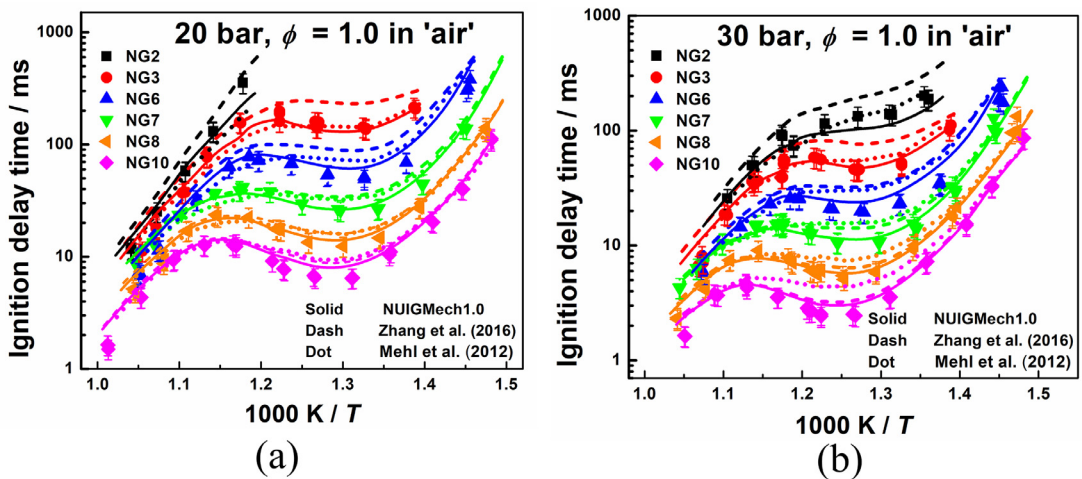 20 bar, ϕ = 1.0 in 'air'
NG2
NG3
NG6
NG7
NG8
NG10
Solid NUIGMech1.0
Dash Zhang et al. (2016)
Dot Mehl et al. (2012)
Ignition delay time / ms
1000
100
10
1
1.0 1.1 1.2 1.3 1.4 1.5
1000 K / T
(a)
30 bar, ϕ = 1.0 in 'air'
NG2
NG3
NG6
NG7
NG8
NG10
Solid NUIGMech1.0
Dash Zhang et al. (2016)
Dot Mehl et al. (2012)
Ignition delay time / ms
1000
100
10
1
1.0 1.1 1.2 1.3 1.4 1.5
1000 K / T
(b)